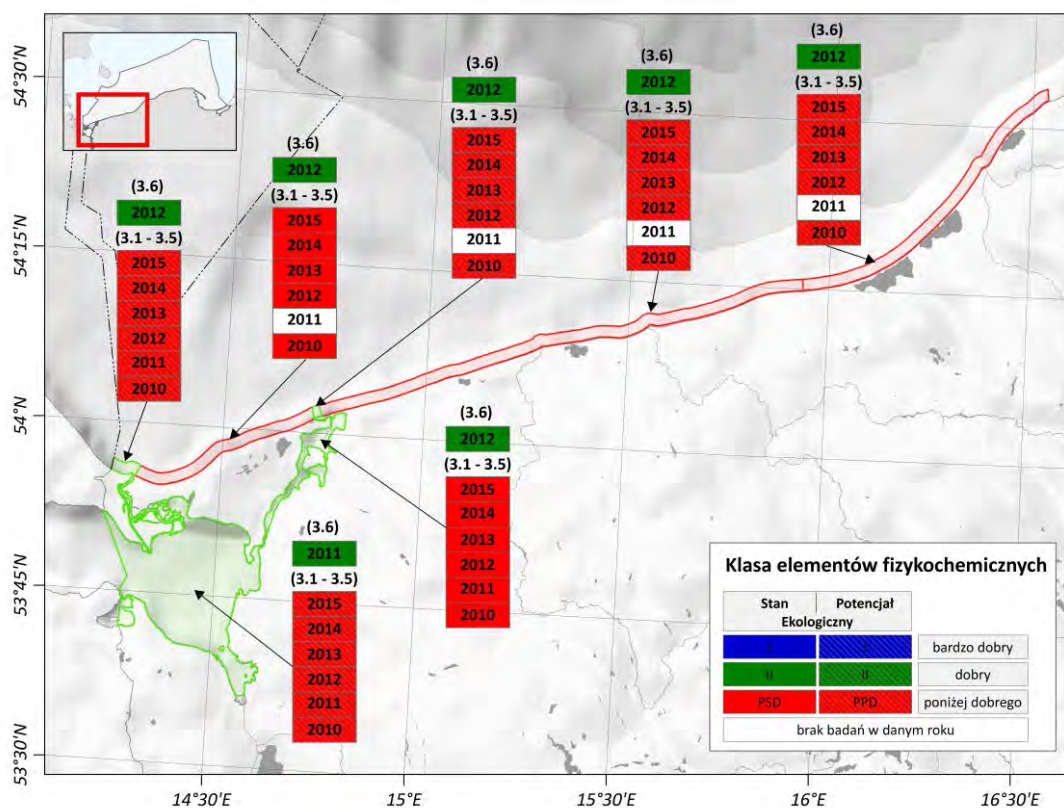 54°30'N
54°15'N
54°N
53°45'N
53°30'N
(3.6)
2012
(3.1 - 3.5)
2015
2014
2013
2012
2011
2010
(3.6)
2012
(3.1 - 3.5)
2015
2014
2013
2012
2011
2010
(3.6)
2012
(3.1 - 3.5)
2015
2014
2013
2012
2011
2010
(3.6)
2012
(3.1 - 3.5)
2015
2014
2013
2012
2011
2010
(3.6)
2012
(3.1 - 3.5)
2015
2014
2013
2012
2011
2010
(3.6)
2011
(3.1 - 3.5)
2015
2014
2013
2012
2011
2010
(3.6)
2012
(3.1 - 3.5)
2015
2014
2013
2012
2011
2010
Klasa elementów fizykochemicznych
Stan Potencjał
Ekologiczny
I I bardzo dobry
II II dobry
PSD PPD poniżej dobrego
brak badań w danym roku
14°30'E 15°E 15°30'E 16°E 16°30'E